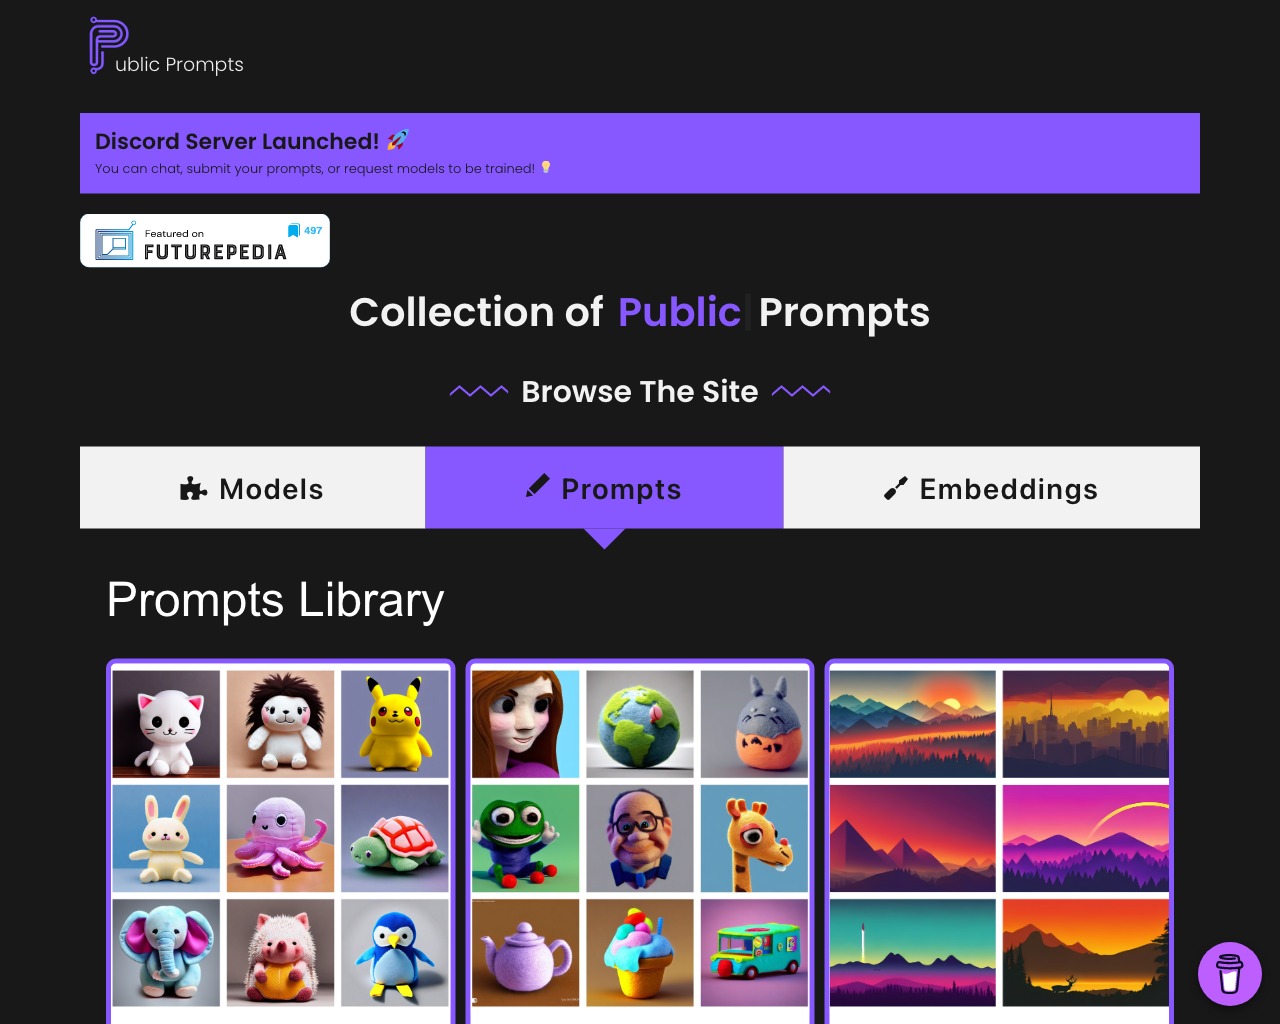 Public Prompts
Discord Server Launched! 🚀
You can chat, submit your prompts, or request models to be trained! 💡
Featured on
497
FUTUREPEDIA
Collection of Public Prompts
Browse The Site
Models
Prompts
Embeddings
Prompts Library